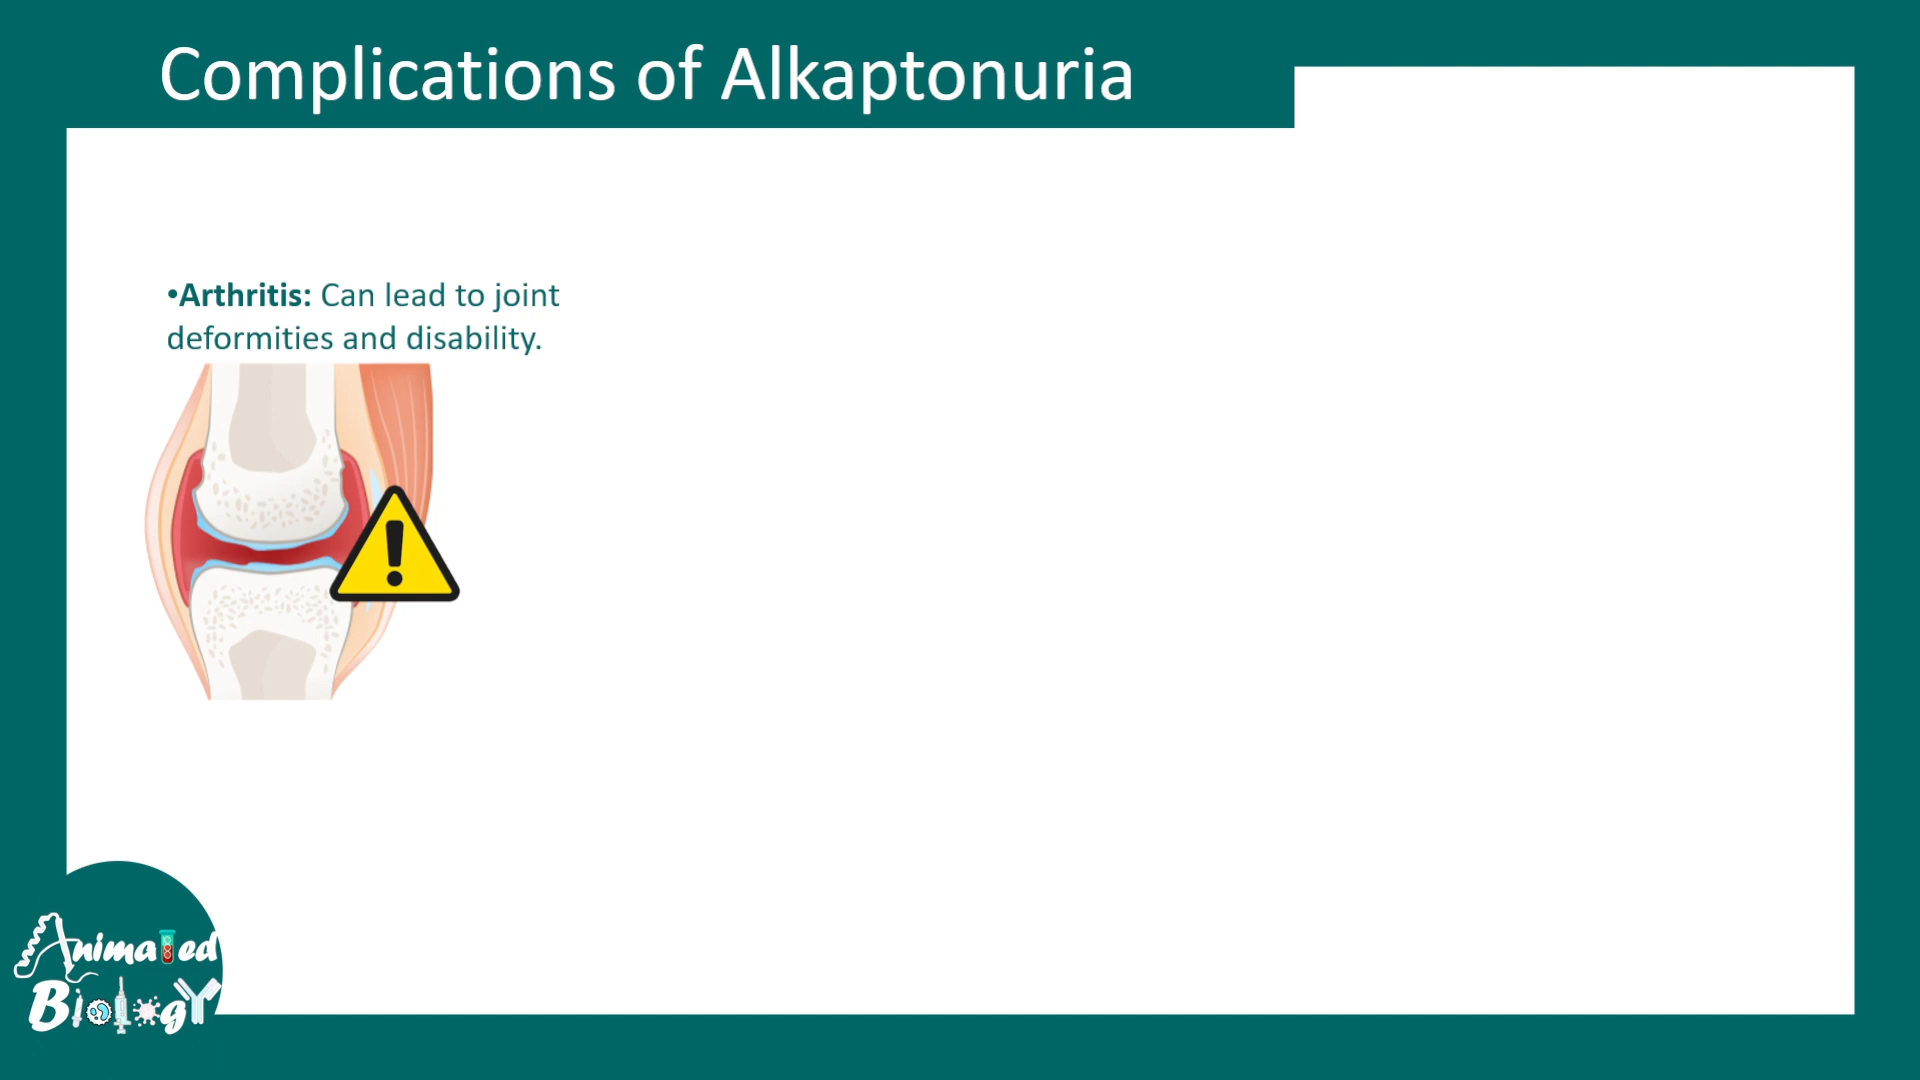 Complications of Alkaptonuria
•Arthritis: Can lead to joint
deformities and disability.
Animated
Biology